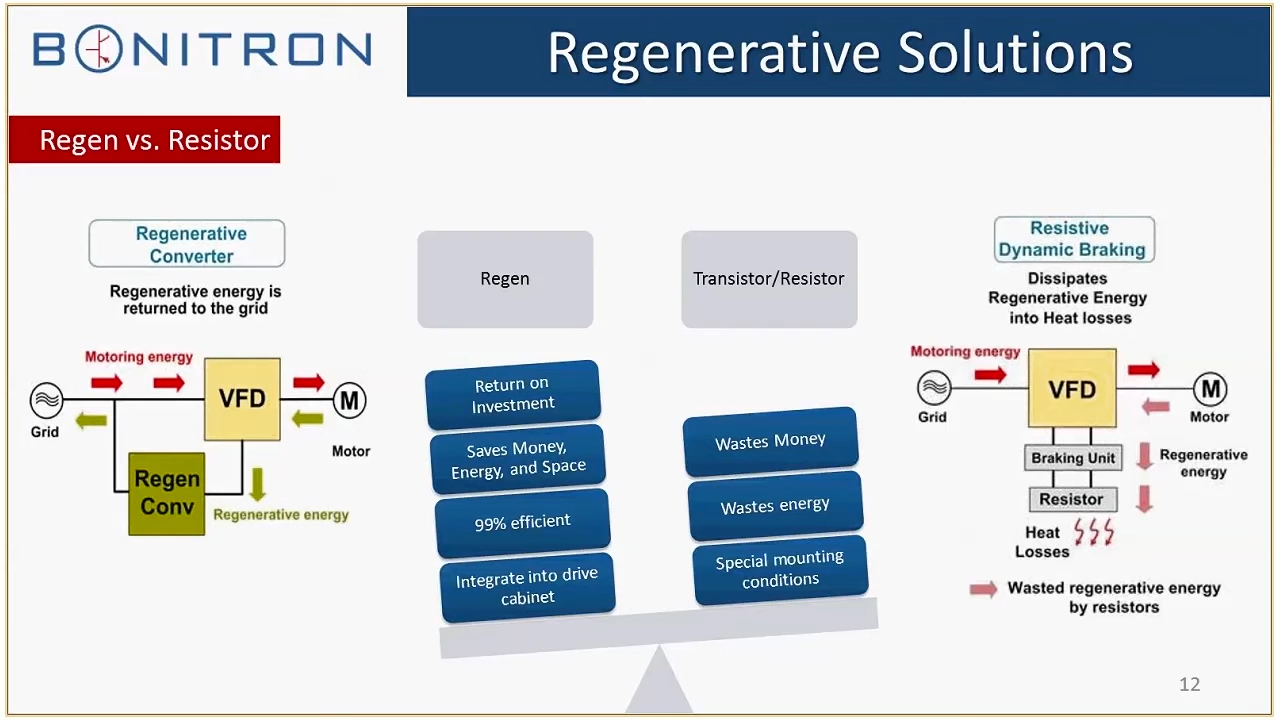 BONITRON
Regenerative Solutions
Regen vs. Resistor
Regenerative
Converter
Regenerative energy is
returned to the grid
Motoring energy
VFD
M
Grid
Motor
Regen
Conv
Regenerative energy
Regen
Return on
Investment
Saves Money,
Energy, and Space
99% efficient
Integrate into drive
cabinet
Transistor/Resistor
Wastes Money
Wastes energy
Special mounting
conditions
Resistive
Dynamic Braking
Dissipates
Regenerative Energy
into Heat losses
Motoring energy
VFD
M
Grid
Motor
Braking Unit
Regenerative
energy
Resistor
Heat
Losses
Wasted regenerative energy
by resistors
12